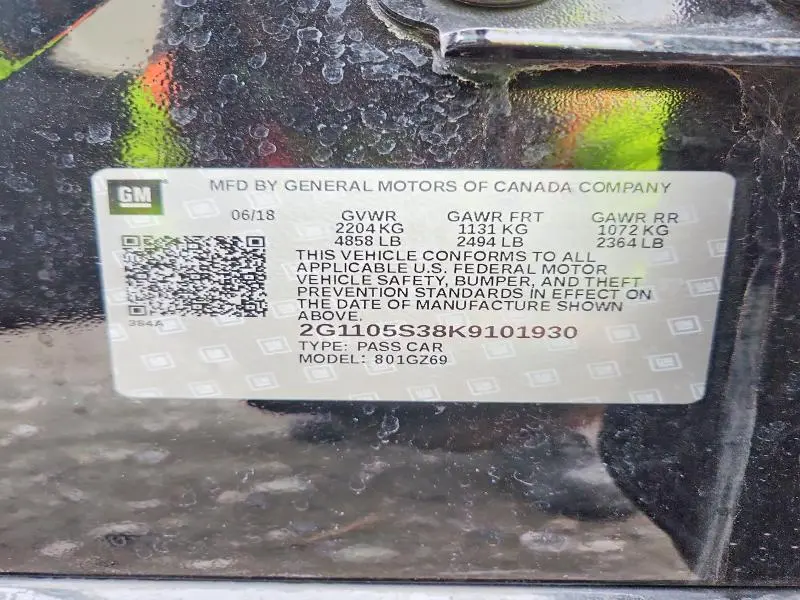 GM
MFD BY GENERAL MOTORS OF CANADA COMPANY
06/18 GVWR GAWR FRT GAWR RR
2204 KG 1131 KG 1072 KG
4858 LB 2494 LB 2364 LB
THIS VEHICLE CONFORMS TO ALL
APPLICABLE U.S. FEDERAL MOTOR
VEHICLE SAFETY, BUMPER, AND THEFT
PREVENTION STANDARDS IN EFFECT ON
THE DATE OF MANUFACTURE SHOWN
ABOVE.
384A
2G1105S38K9101930
TYPE: PASS CAR
MODEL: 801GZ69